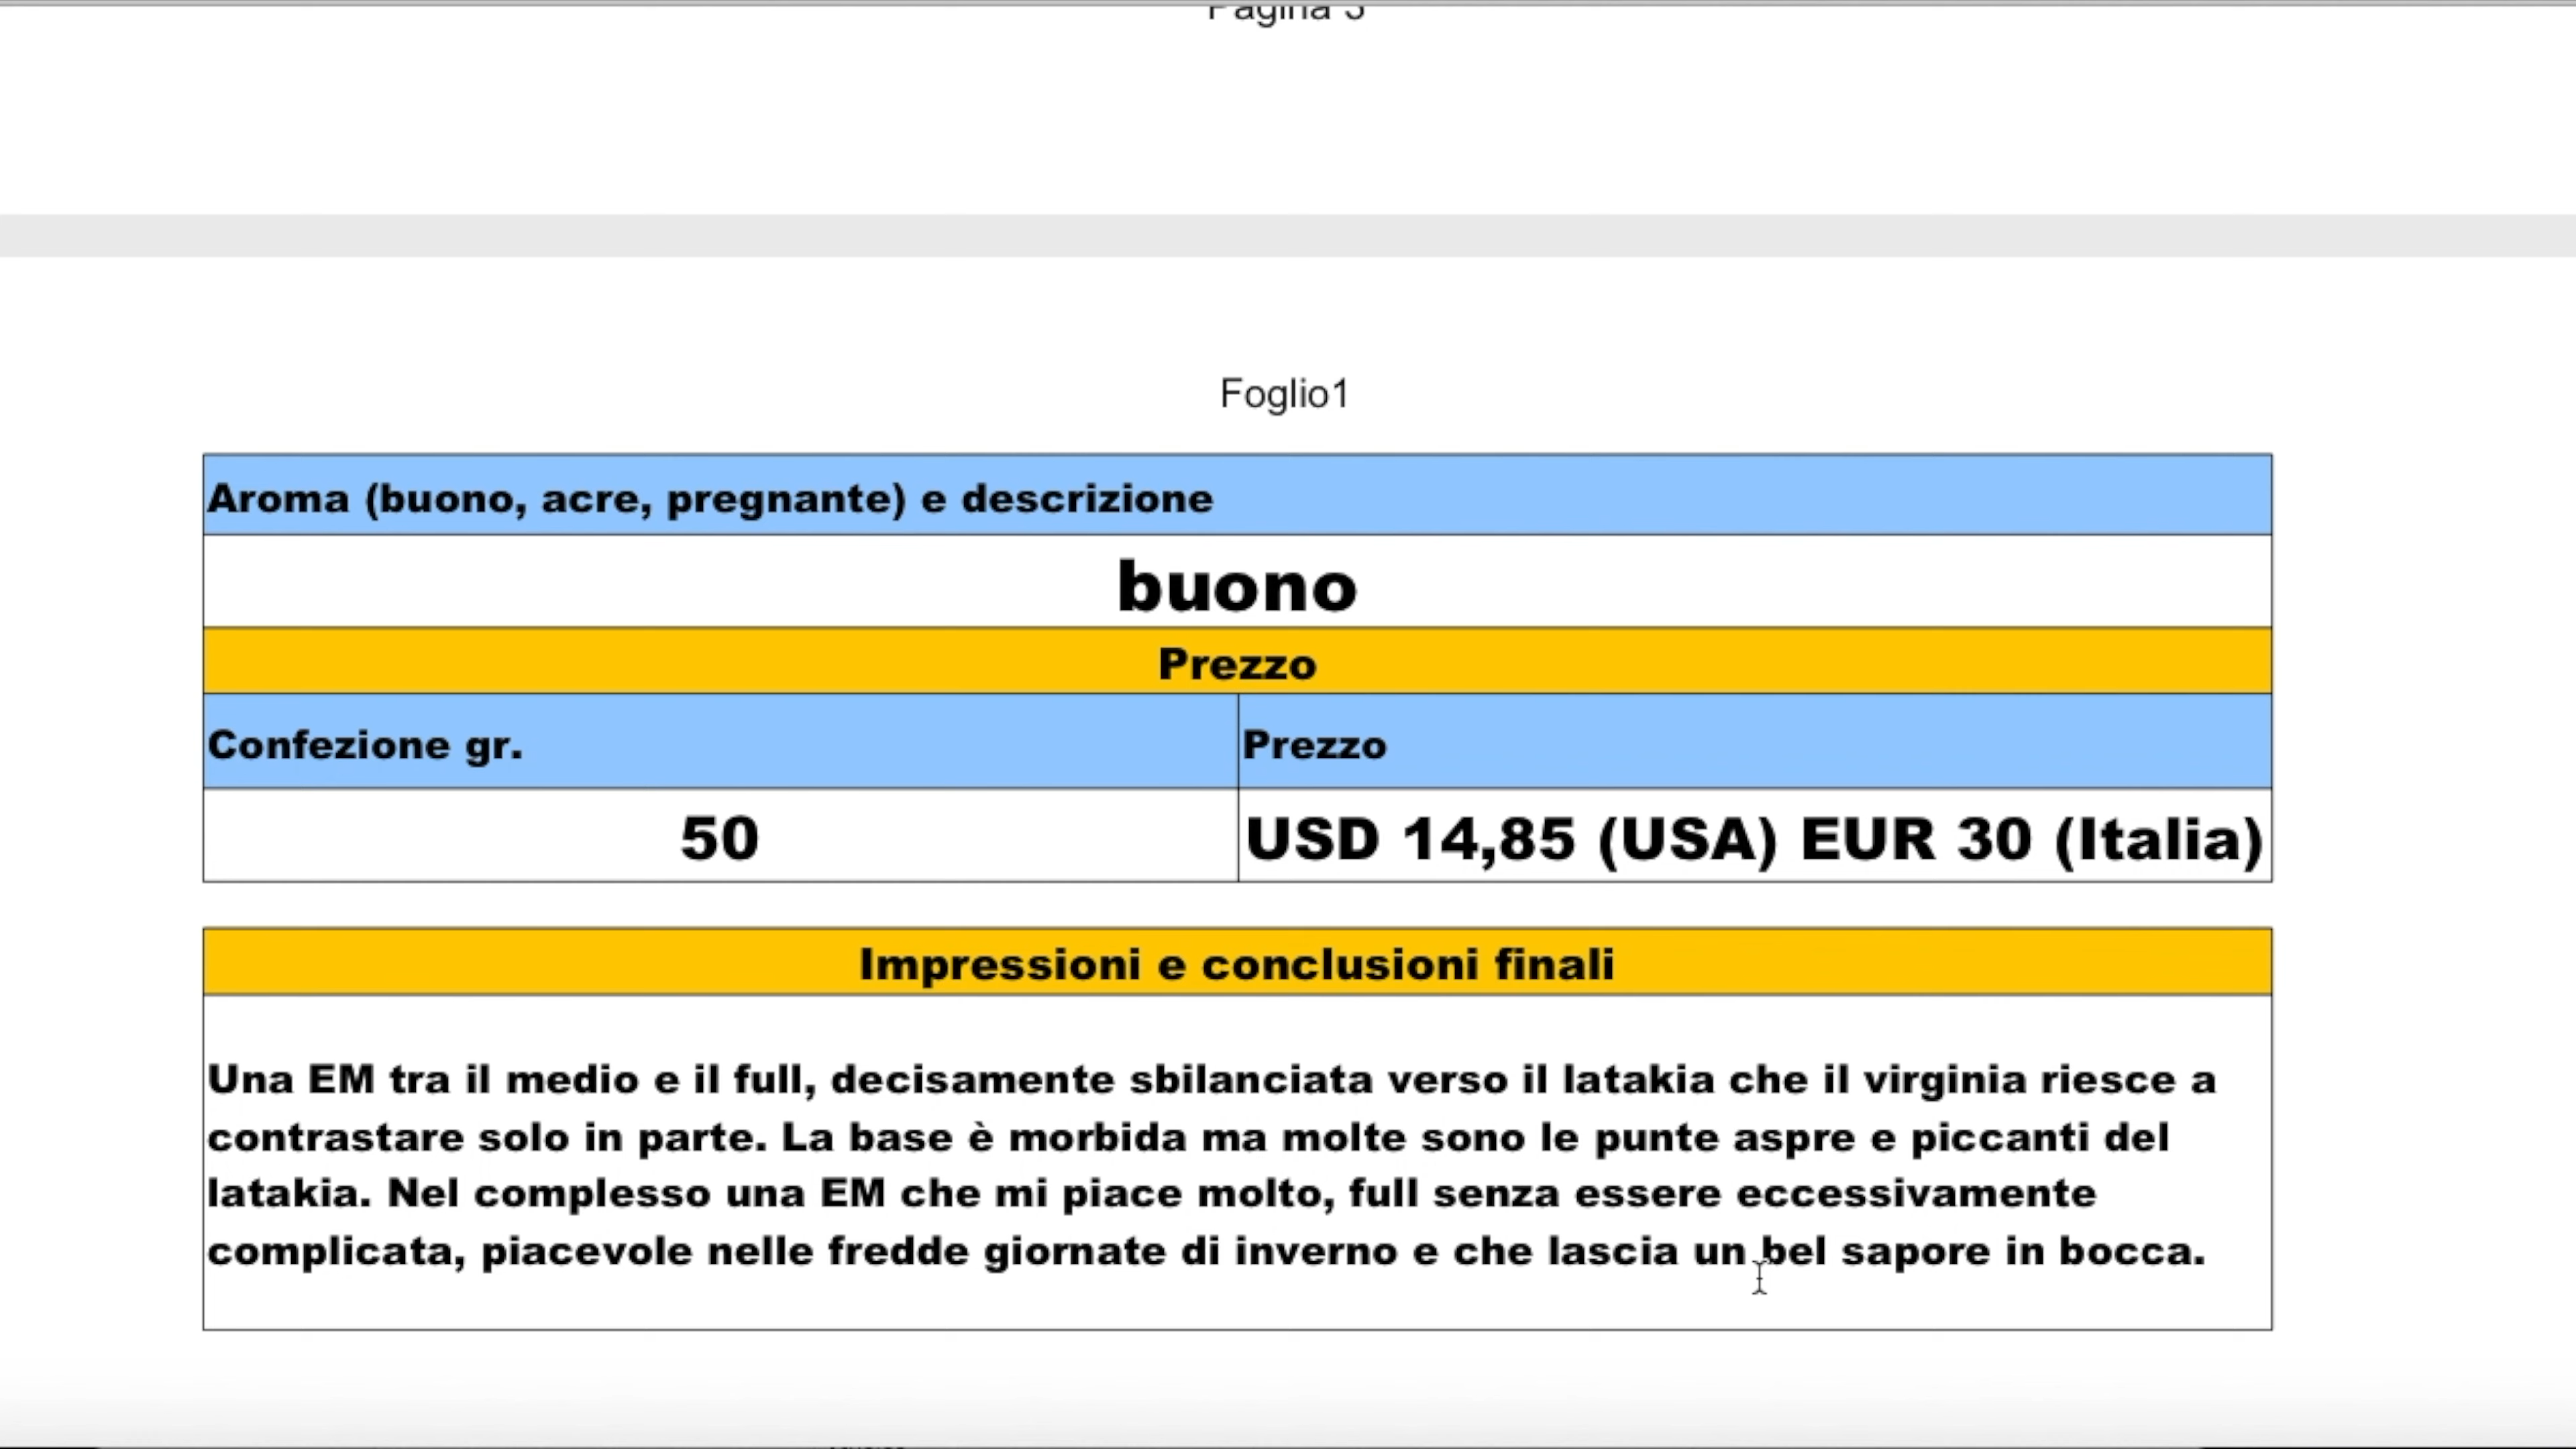 Pagina 3
Foglio1
Aroma (buono, acre, pregnante) e descrizione
buono
Prezzo
Confezione gr.
Prezzo
50
USD 14,85 (USA) EUR 30 (Italia)
Impressioni e conclusioni finali
Una EM tra il medio e il full, decisamente sbilanciata verso il latakia che il virginia riesce a
contrastare solo in parte. La base è morbida ma molte sono le punte aspre e piccanti del
latakia. Nel complesso una EM che mi piace molto, full senza essere eccessivamente
complicata, piacevole nelle fredde giornate di inverno e che lascia un bel sapore in bocca.